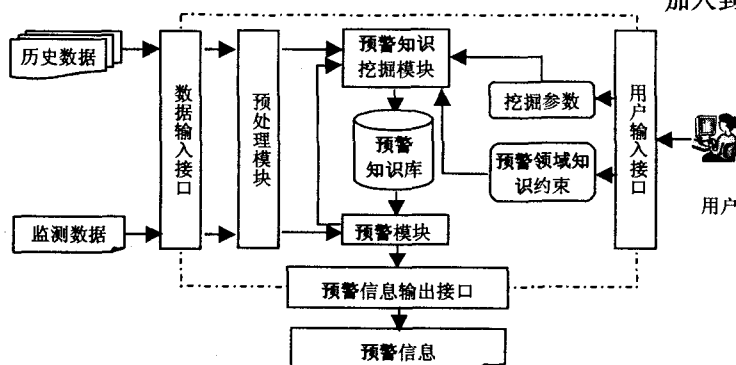 加入到
历史数据
数据输入接口
预处理模块
预警知识
挖掘模块
挖掘参数
用户输入接口
预警
知识库
预警领域知
识约束
用户
监测数据
预警模块
预警信息输出接口
预警信息